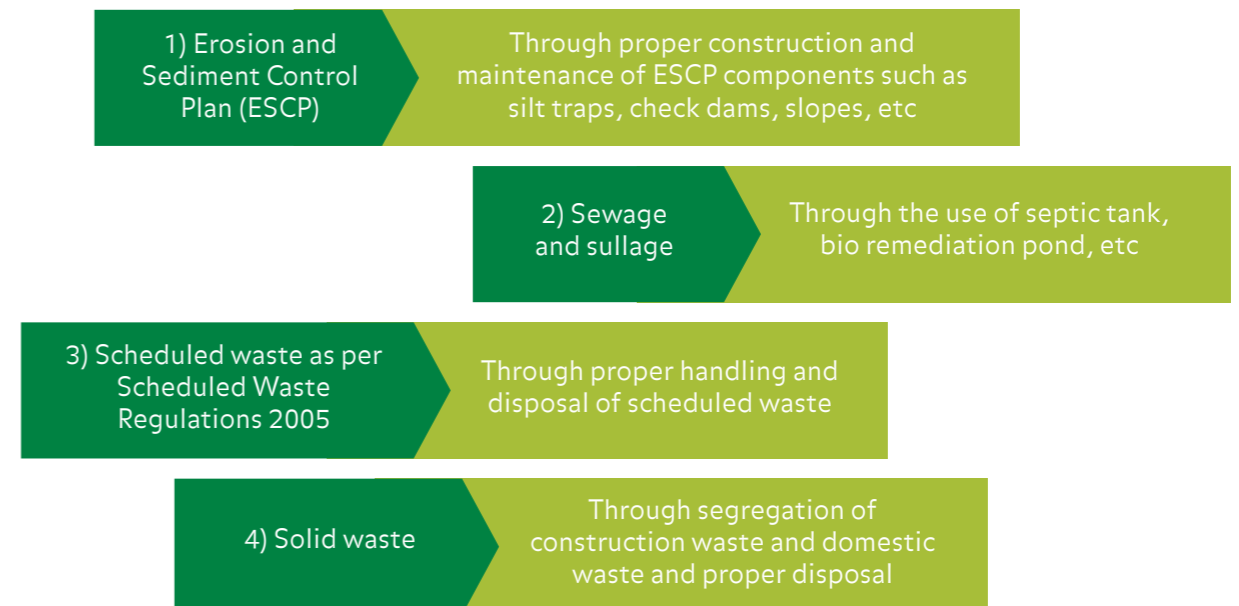 1) Erosion and
Sediment Control
Plan (ESCP)
Through proper construction and
maintenance of ESCP components such as
silt traps, check dams, slopes, etc
2) Sewage
and sullage
Through the use of septic tank,
bio remediation pond, etc
3) Scheduled waste as per
Scheduled Waste
Regulations 2005
Through proper handling and
disposal of scheduled waste
4) Solid waste
Through segregation of
construction waste and domestic
waste and proper disposal